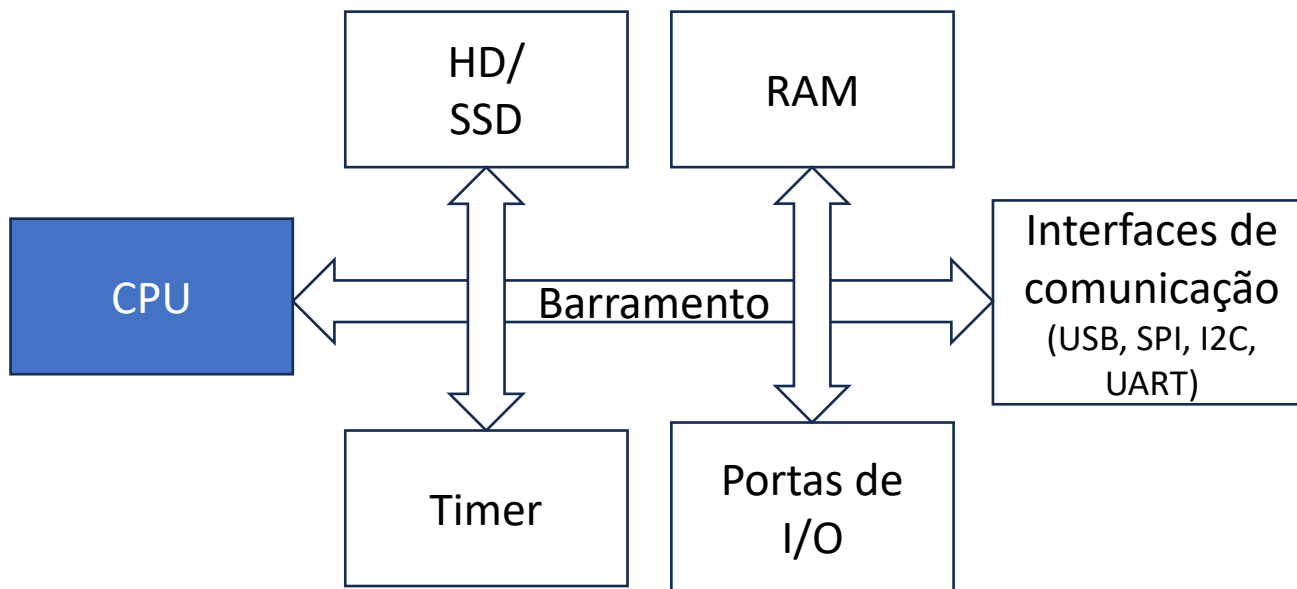 HD/
SSD
RAM
CPU
Barramento
Interfaces de
comunicação
(USB, SPI, I2C,
UART)
Timer
Portas de
I/O